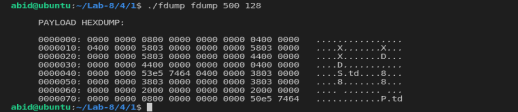 abid@ubuntu:~/Lab-8/4/1$ ./fdump fdump 500 128
PAYLOAD HEXDUMP:
0000000: 0000 0000 0800 0000 0000 0000 0400 0000 ................
0000010: 0400 0000 5803 0000 0000 0000 5803 0000 ....X.......X...
0000020: 0000 0000 5803 0000 0000 0000 4400 0000 ....X.......D...
0000030: 0000 0000 4400 0000 0000 0000 0400 0000 ....D...........
0000040: 0000 0000 53e5 7464 0400 0000 3803 0000 ....S.td....8...
0000050: 0000 0000 3803 0000 0000 0000 3803 0000 ....8.......8...
0000060: 0000 0000 2000 0000 0000 0000 2000 0000 .... ....... ...
0000070: 0000 0000 0800 0000 0000 0000 50e5 7464 ............P.td
abid@ubuntu:~/Lab-8/4/1$